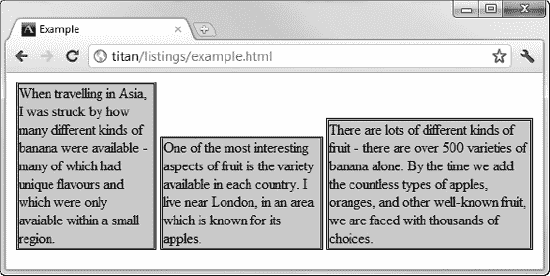 Example
titan/listings/example.html
When travelling in Asia,
I was struck by how
many different kinds of
banana were available -
many of which had
unique flavours and
which were only
avaiable within a small
region.
One of the most interesting
aspects of fruit is the variety
available in each country. I
live near London, in an area
which is known for its
apples.
There are lots of different kinds of
fruit - there are over 500 varieties of
banana alone. By the time we add
the countless types of apples,
oranges, and other well-known fruit,
we are faced with thousands of
choices.